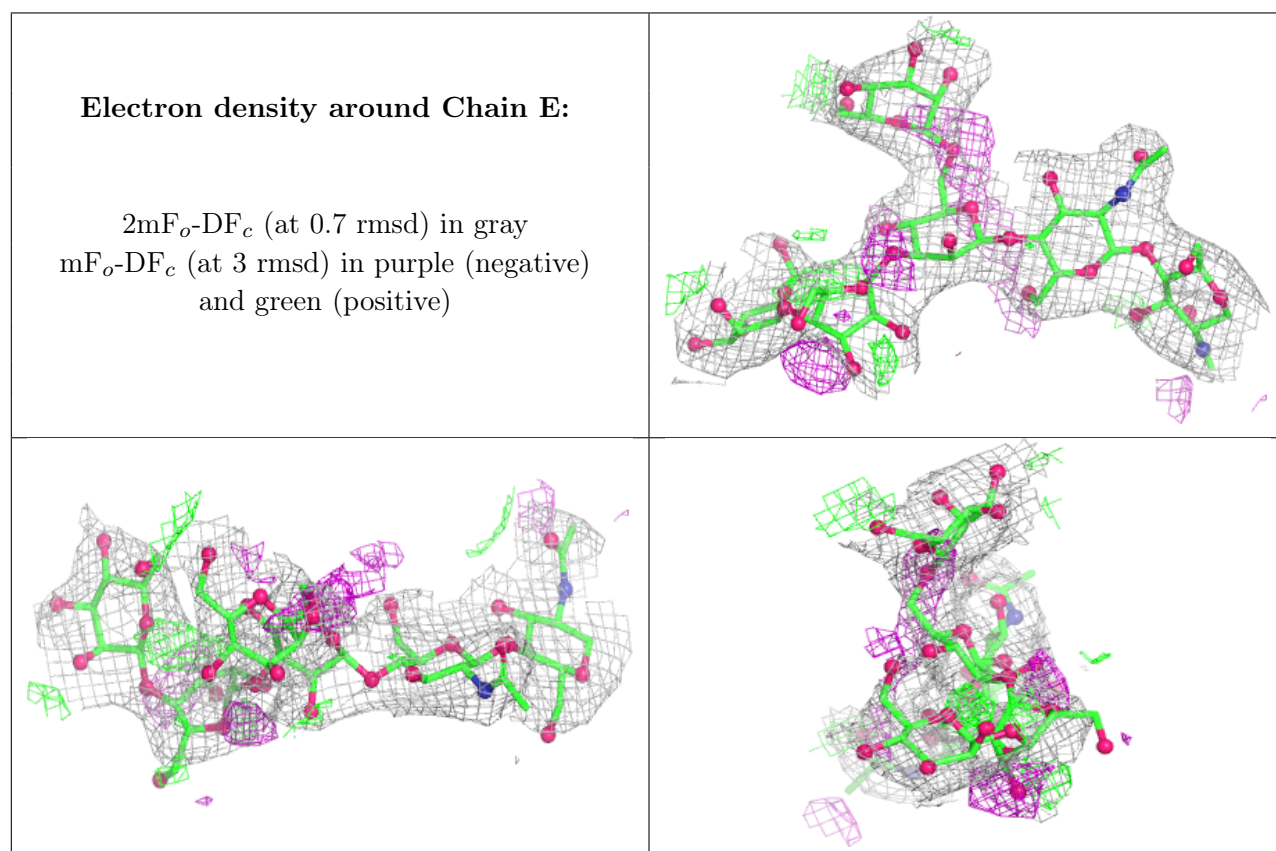 Electron density around Chain E:
2mFₒ-DF𝒸 (at 0.7 rmsd) in gray
mFₒ-DF𝒸 (at 3 rmsd) in purple (negative)
and green (positive)